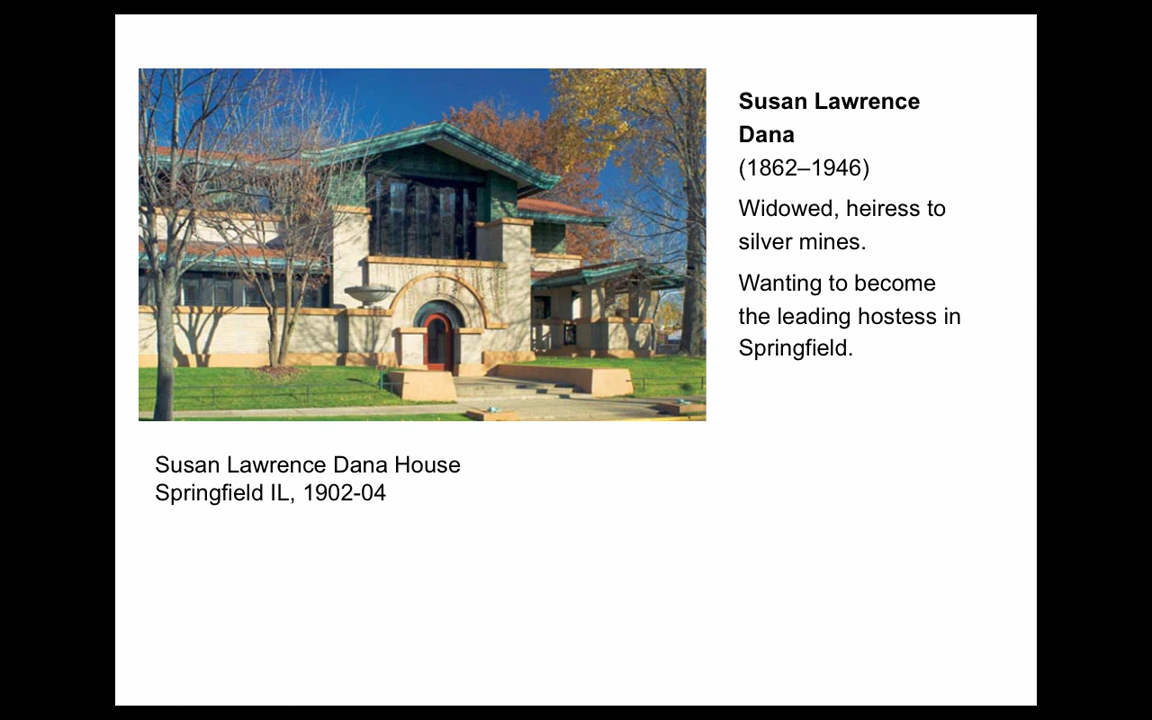 Susan Lawrence
Dana
(1862–1946)
Widowed, heiress to
silver mines.
Wanting to become
the leading hostess in
Springfield.
Susan Lawrence Dana House
Springfield IL, 1902-04